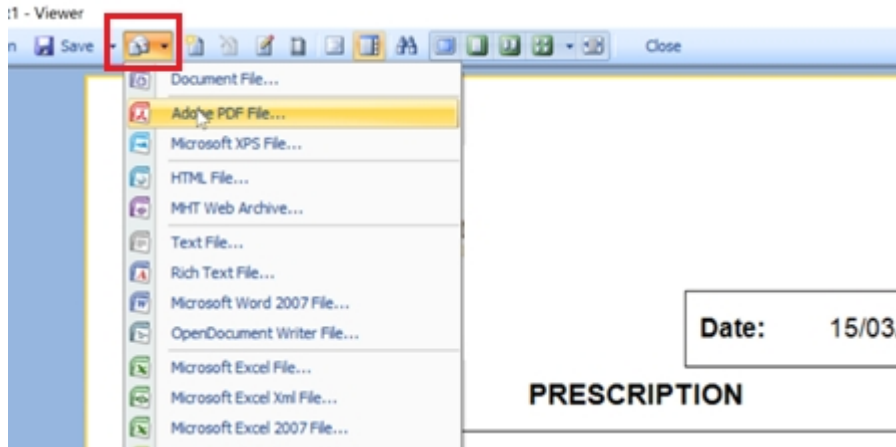 t1 - Viewer
n Save Close
Document File...
Adobe PDF File...
Microsoft XPS File...
HTML File...
MHT Web Archive...
Text File...
Rich Text File...
Microsoft Word 2007 File...
OpenDocument Writer File...
Date: 15/03
Microsoft Excel File...
Microsoft Excel Xml File...
PRESCRIPTION
Microsoft Excel 2007 File...